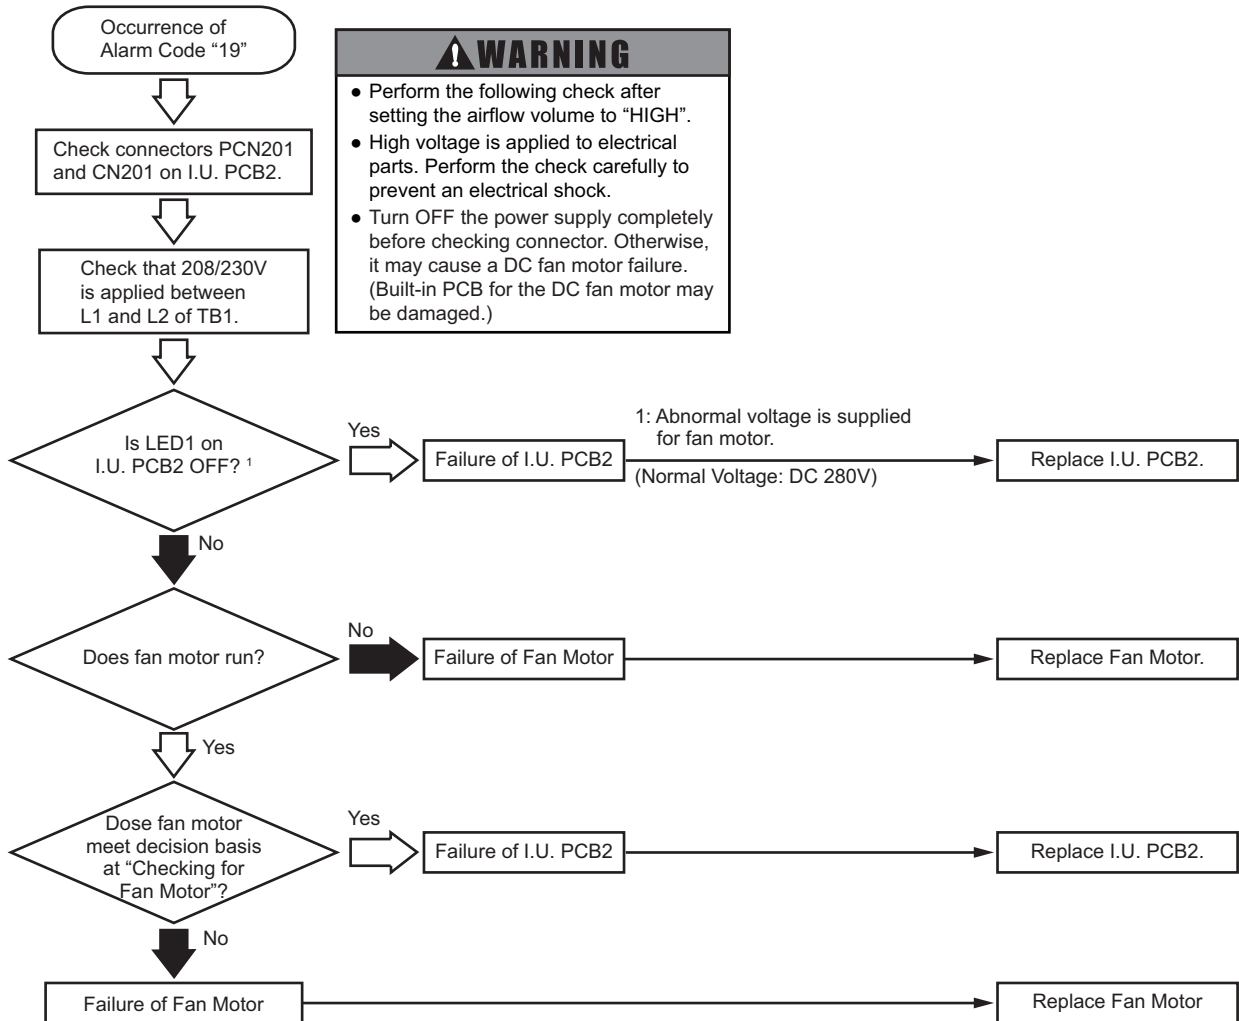 Occurrence of
Alarm Code “19”
WARNING
● Perform the following check after
setting the airflow volume to “HIGH”.
● High voltage is applied to electrical
parts. Perform the check carefully to
prevent an electrical shock.
● Turn OFF the power supply completely
before checking connector. Otherwise,
it may cause a DC fan motor failure.
(Built-in PCB for the DC fan motor may
be damaged.)
Check connectors PCN201
and CN201 on I.U. PCB2.
Check that 208/230V
is applied between
L1 and L2 of TB1.
Is LED1 on
I.U. PCB2 OFF? 1
Yes
Failure of I.U. PCB2
1: Abnormal voltage is supplied
for fan motor.
(Normal Voltage: DC 280V)
Replace I.U. PCB2.
No
Does fan motor run?
No
Failure of Fan Motor
Replace Fan Motor.
Yes
Dose fan motor
meet decision basis
at “Checking for
Fan Motor”?
Yes
Failure of I.U. PCB2
Replace I.U. PCB2.
No
Failure of Fan Motor
Replace Fan Motor